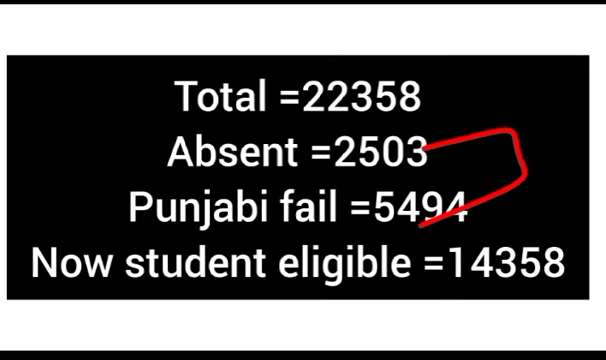 Total =22358
Absent =2503
Punjabi fail =5494
Now student eligible =14358